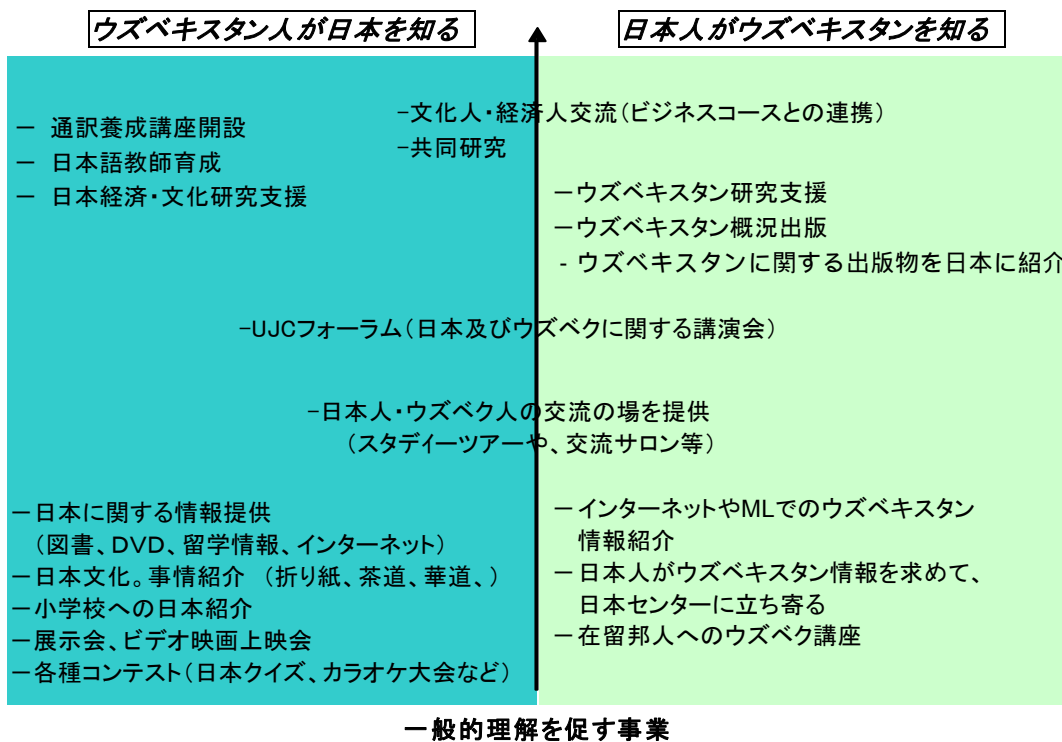 ウズベキスタン人が日本を知る
日本人がウズベキスタンを知る
－ 通訳養成講座開設
－ 日本語教師育成
－ 日本経済・文化研究支援
−文化人・経済人交流（ビジネスコースとの連携）
−共同研究
－ウズベキスタン研究支援
－ウズベキスタン概況出版
- ウズベキスタンに関する出版物を日本に紹介
−UJCフォーラム（日本及びウズベクに関する講演会）
−日本人・ウズベク人の交流の場を提供
（スタディーツアーや、交流サロン等）
－日本に関する情報提供
（図書、DVD、留学情報、インターネット）
－日本文化。事情紹介 （折り紙、茶道、華道、）
－小学校への日本紹介
－展示会、ビデオ映画上映会
－各種コンテスト（日本クイズ、カラオケ大会など）
－インターネットやMLでのウズベキスタン
情報紹介
－日本人がウズベキスタン情報を求めて、
日本センターに立ち寄る
－在留邦人へのウズベク講座
一般的理解を促す事業